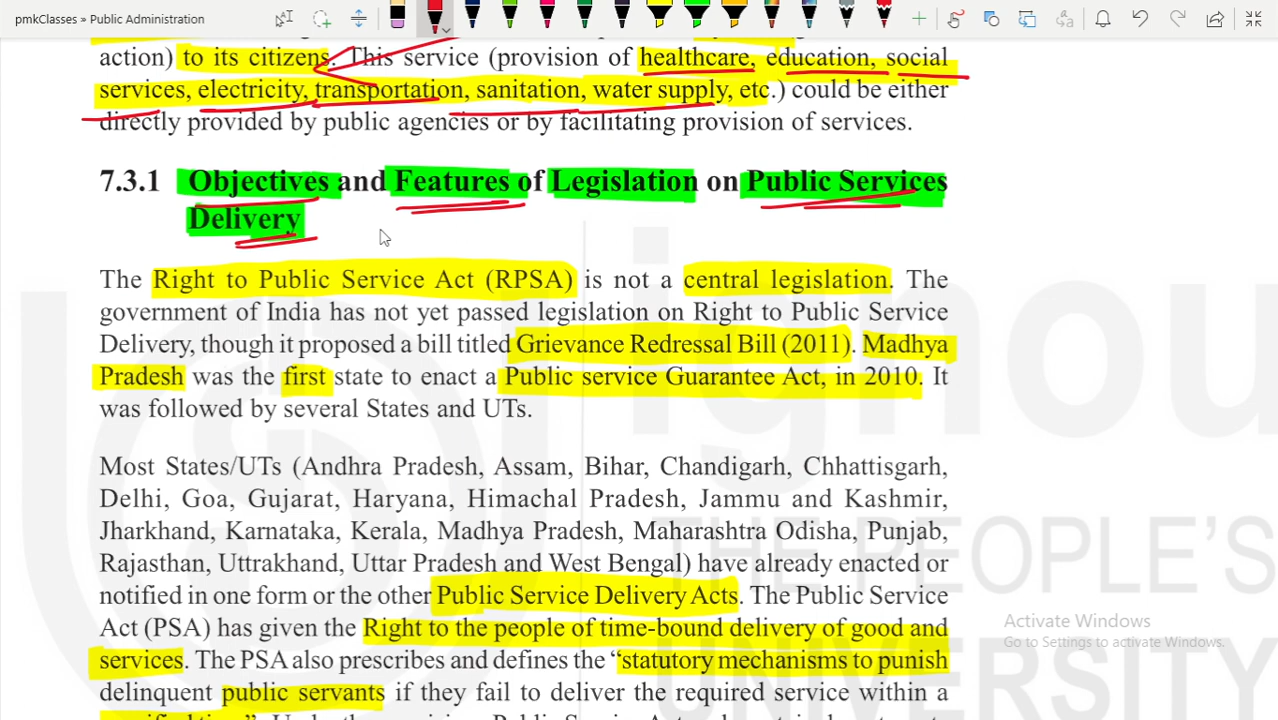 pmkClasses » Public Administration
action) to its citizens. This service (provision of healthcare, education, social
services, electricity, transportation, sanitation, water supply, etc.) could be either
directly provided by public agencies or by facilitating provision of services.
7.3.1 Objectives and Features of Legislation on Public Services
Delivery
The Right to Public Service Act (RPSA) is not a central legislation. The
government of India has not yet passed legislation on Right to Public Service
Delivery, though it proposed a bill titled Grievance Redressal Bill (2011). Madhya
Pradesh was the first state to enact a Public service Guarantee Act, in 2010. It
was followed by several States and UTs.
Most States/UTs (Andhra Pradesh, Assam, Bihar, Chandigarh, Chhattisgarh,
Delhi, Goa, Gujarat, Haryana, Himachal Pradesh, Jammu and Kashmir,
Jharkhand, Karnataka, Kerala, Madhya Pradesh, Maharashtra Odisha, Punjab,
Rajasthan, Uttrakhand, Uttar Pradesh and West Bengal) have already enacted or
notified in one form or the other Public Service Delivery Acts. The Public Service
Act (PSA) has given the Right to the people of time-bound delivery of good and
services. The PSA also prescribes and defines the “statutory mechanisms to punish
delinquent public servants if they fail to deliver the required service within a
ignou
THE PEOPLE'S
UNIVERSITY
Activate Windows
Go to Settings to activate Windows.